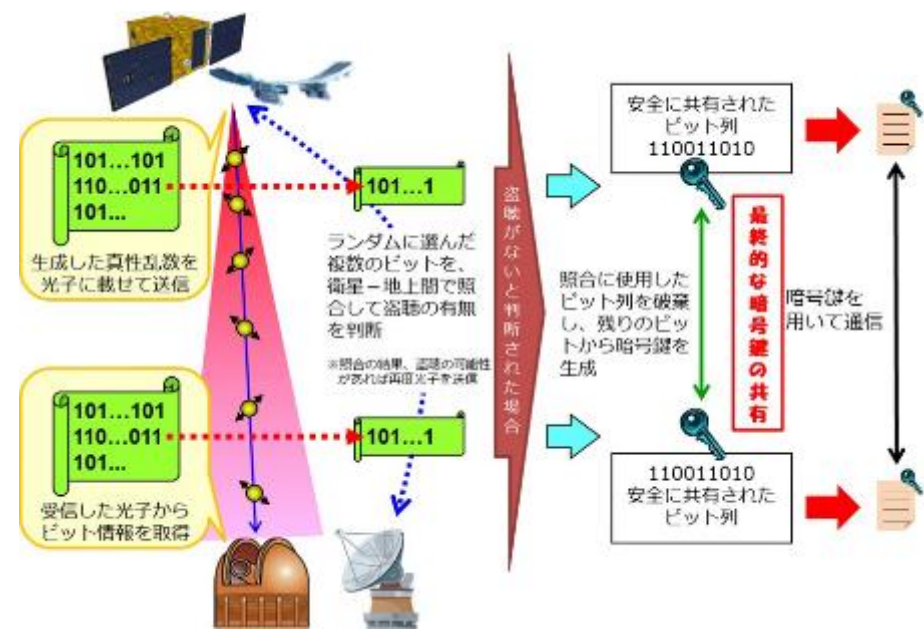 101...101
110...011
101...
生成した真性乱数を
光子に載せて送信
101...1
ランダムに選んだ
複数のビットを、
衛星－地上間で照
合して盗聴の有無
を判断
※照合の結果、盗聴の可能性
があれば再度光子を送信
101...101
110...011
101...
受信した光子から
ビット情報を取得
101...1
盗聴がないと判断された場合
安全に共有された
ビット列
110011010
照合に使用した
ビット列を破棄
し、残りのビッ
トから暗号鍵を
生成
最終的な暗号鍵の共有
暗号鍵を
用いて通信
110011010
安全に共有された
ビット列